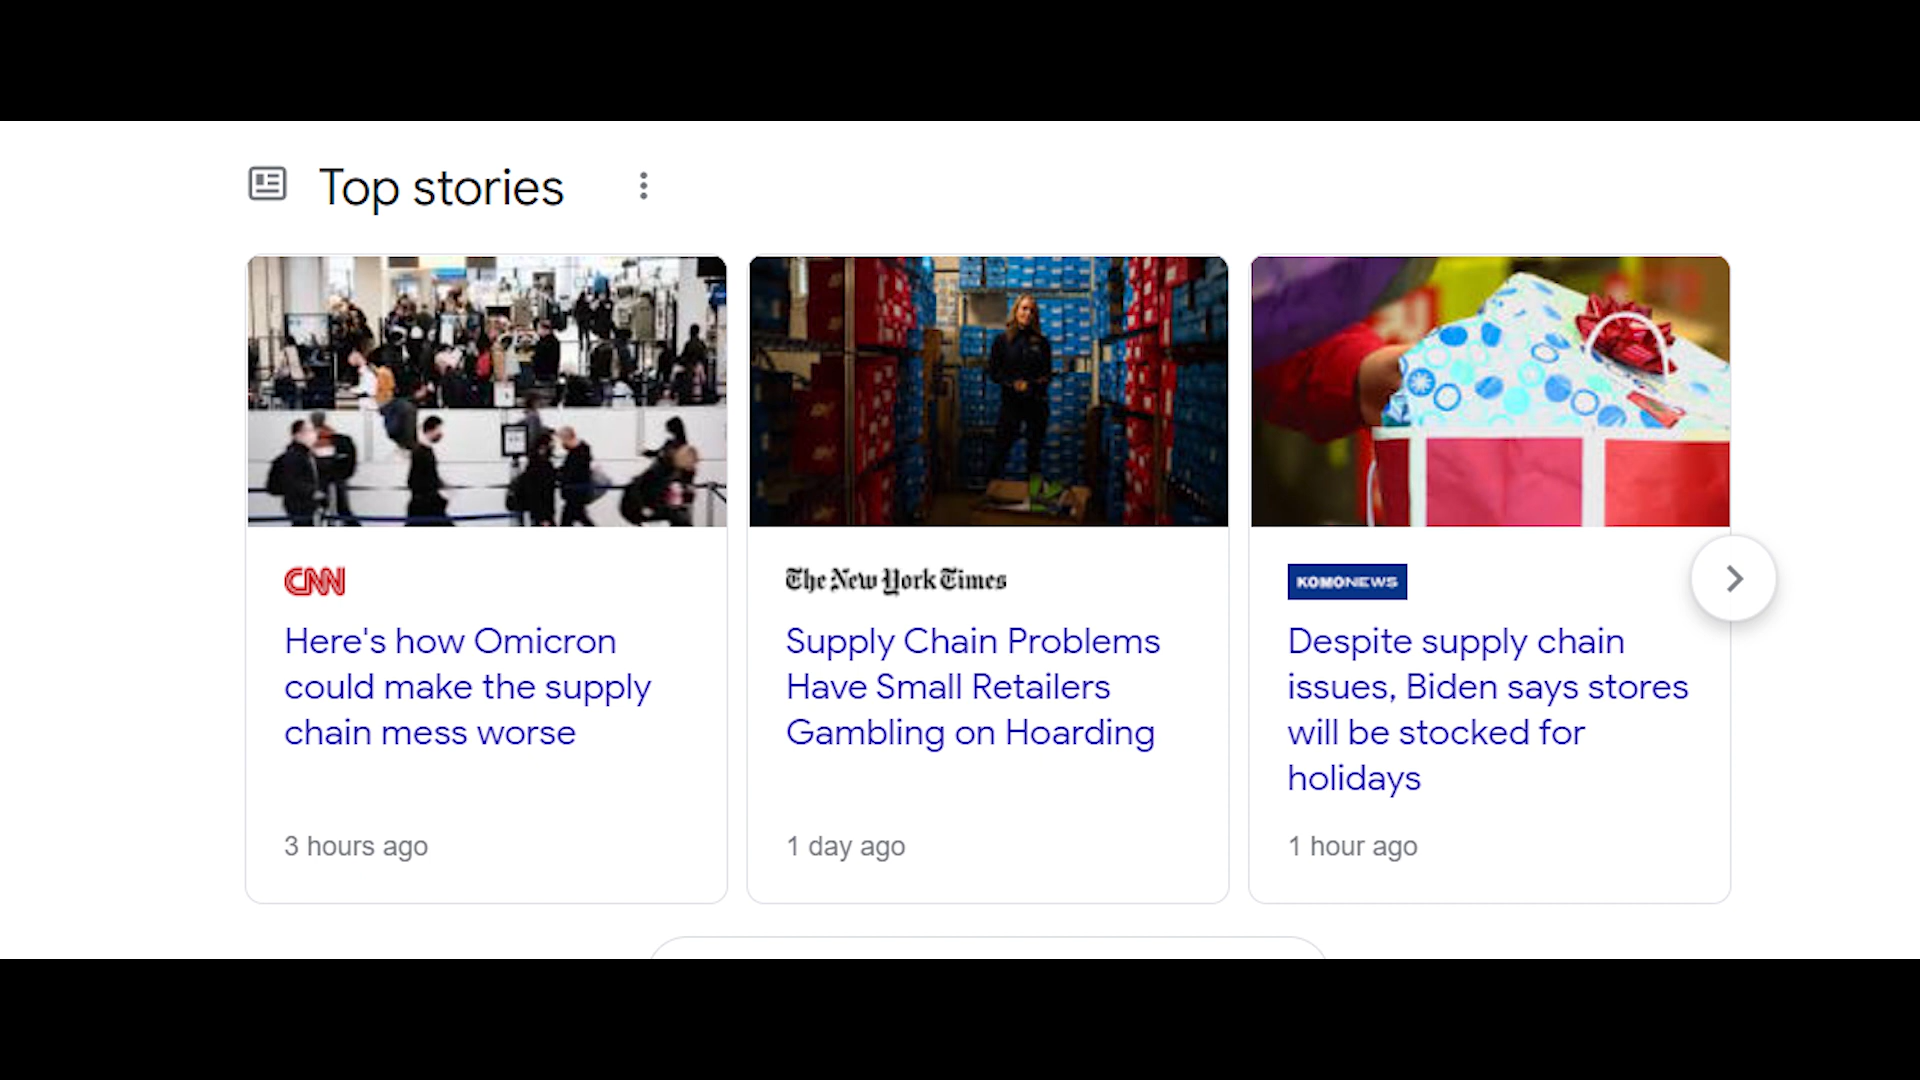 Top stories
CNN
Here's how Omicron
could make the supply
chain mess worse
3 hours ago
The New York Times
Supply Chain Problems
Have Small Retailers
Gambling on Hoarding
1 day ago
KOMONEWS
Despite supply chain
issues, Biden says stores
will be stocked for
holidays
1 hour ago